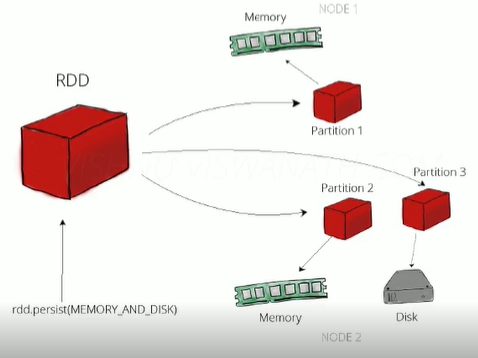 NODE 1
Memory
RDD
Partition 1
Partition 3
Partition 2
rdd.persist(MEMORY_AND_DISK)
Memory
Disk
NODE 2